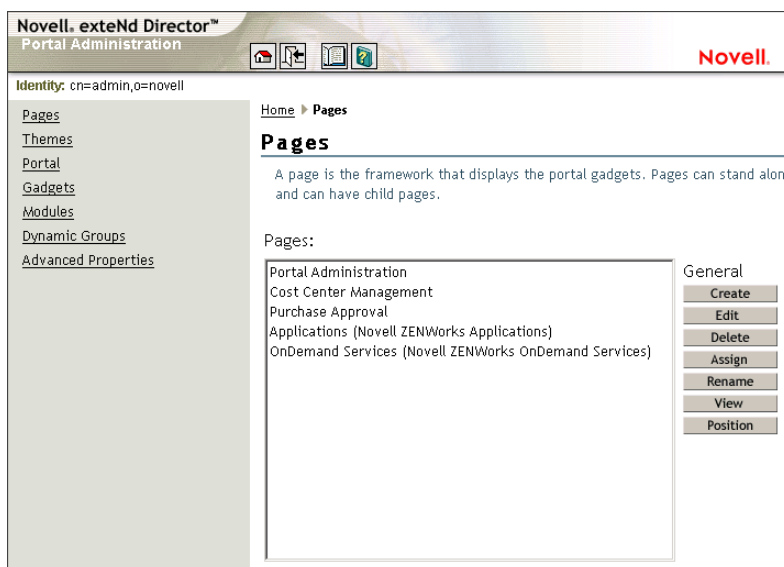 Novell. exteNd Director™
Portal Administration
Novell.
Identity: cn=admin,o=novell
Pages
Themes
Portal
Gadgets
Modules
Dynamic Groups
Advanced Properties
Home Pages
Pages
A page is the framework that displays the portal gadgets. Pages can stand alon
and can have child pages.
Pages:
Portal Administration
Cost Center Management
Purchase Approval
Applications (Novell ZENWorks Applications)
OnDemand Services (Novell ZENWorks OnDemand Services)
General
Create
Edit
Delete
Assign
Rename
View
Position